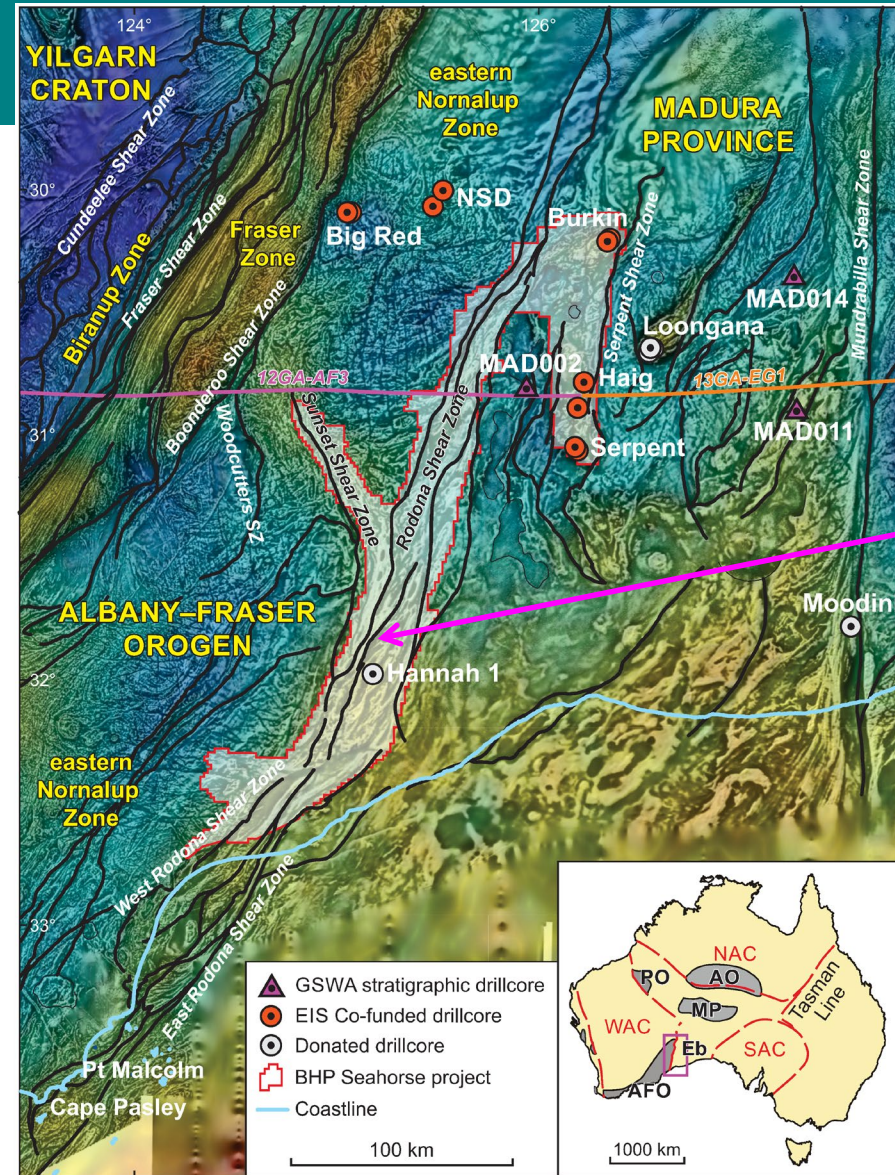 124°
126°
YILGARN
CRATON
eastern
Nornalup
Zone
MADURA
PROVINCE
Cundeelee Shear Zone
30°
NSD
Big Red
Burkin
Fraser
Zone
Fraser Shear Zone
Biranup Zone
Serpent Shear Zone
Mundrabilla Shear Zone
MAD014
Loongana
Boonderoo Shear Zone
MAD002
12GA-AF3
Haig
13GA-EG1
31°
MAD011
Woodcutters SZ
Sunset Shear Zone
Rodona Shear Zone
Serpent
ALBANY–FRASER
OROGEN
Moodin
32°
Hannah 1
eastern
Nornalup
Zone
West Rodona Shear Zone
33°
East Rodona Shear Zone
Pt Malcolm
Cape Pasley
GSWA stratigraphic drillcore
EIS Co-funded drillcore
Donated drillcore
BHP Seahorse project
Coastline
100 km
NAC
PO
AO
MP
Tasman
Line
WAC
Eb
SAC
AFO
1000 km